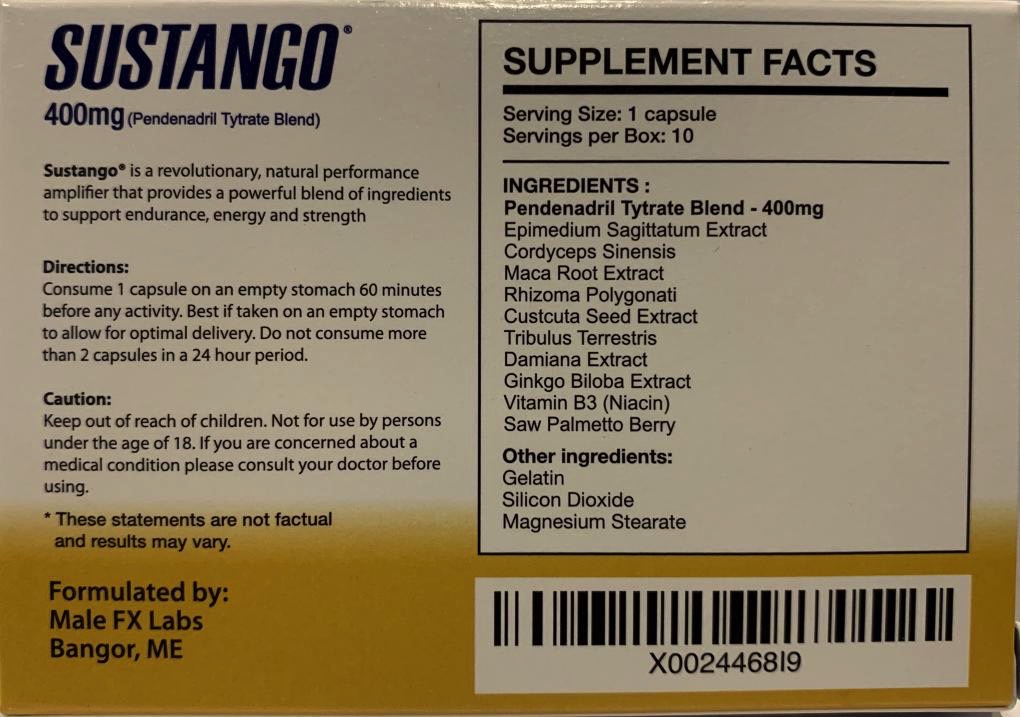 SUSTANGO®
400mg (Pendenadril Tytrate Blend)
Sustango® is a revolutionary, natural performance
amplifier that provides a powerful blend of ingredients
to support endurance, energy and strength
Directions:
Consume 1 capsule on an empty stomach 60 minutes
before any activity. Best if taken on an empty stomach
to allow for optimal delivery. Do not consume more
than 2 capsules in a 24 hour period.
Caution:
Keep out of reach of children. Not for use by persons
under the age of 18. If you are concerned about a
medical condition please consult your doctor before
using.
* These statements are not factual
and results may vary.
Formulated by:
Male FX Labs
Bangor, ME
SUPPLEMENT FACTS
Serving Size: 1 capsule
Servings per Box: 10
INGREDIENTS :
Pendenadril Tytrate Blend - 400mg
Epimedium Sagittatum Extract
Cordyceps Sinensis
Maca Root Extract
Rhizoma Polygonati
Custcuta Seed Extract
Tribulus Terrestris
Damiana Extract
Ginkgo Biloba Extract
Vitamin B3 (Niacin)
Saw Palmetto Berry
Other ingredients:
Gelatin
Silicon Dioxide
Magnesium Stearate
X0024468I9